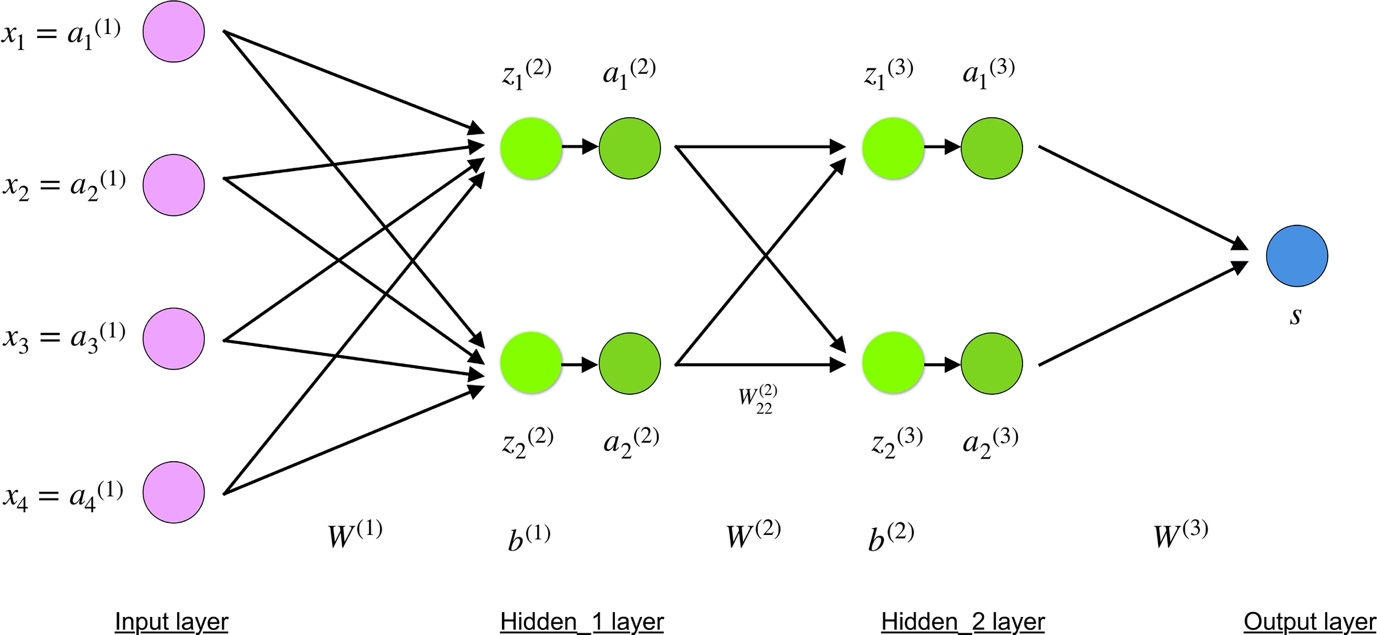 x₁ = a₁⁽¹⁾
z₁⁽²⁾ a₁⁽²⁾ z₁⁽³⁾ a₁⁽³⁾
x₂ = a₂⁽¹⁾
s
x₃ = a₃⁽¹⁾
W₂₂⁽²⁾
z₂⁽²⁾ a₂⁽²⁾ z₂⁽³⁾ a₂⁽³⁾
x₄ = a₄⁽¹⁾
W⁽¹⁾ b⁽¹⁾ W⁽²⁾ b⁽²⁾ W⁽³⁾
Input layer Hidden_1 layer Hidden_2 layer Output layer